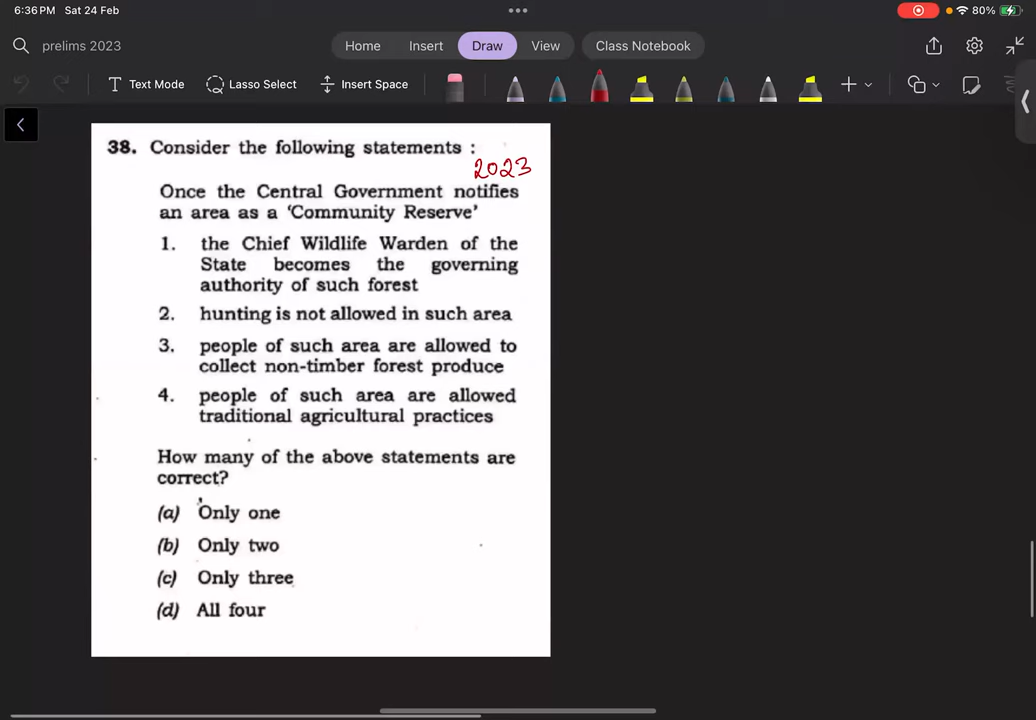 6:36 PM Sat 24 Feb
80%
prelims 2023
Home Insert Draw View Class Notebook
Text Mode Lasso Select Insert Space
38. Consider the following statements :
2023
Once the Central Government notifies
an area as a ‘Community Reserve’
1. the Chief Wildlife Warden of the
State becomes the governing
authority of such forest
2. hunting is not allowed in such area
3. people of such area are allowed to
collect non-timber forest produce
4. people of such area are allowed
traditional agricultural practices
How many of the above statements are
correct?
(a) Only one
(b) Only two
(c) Only three
(d) All four